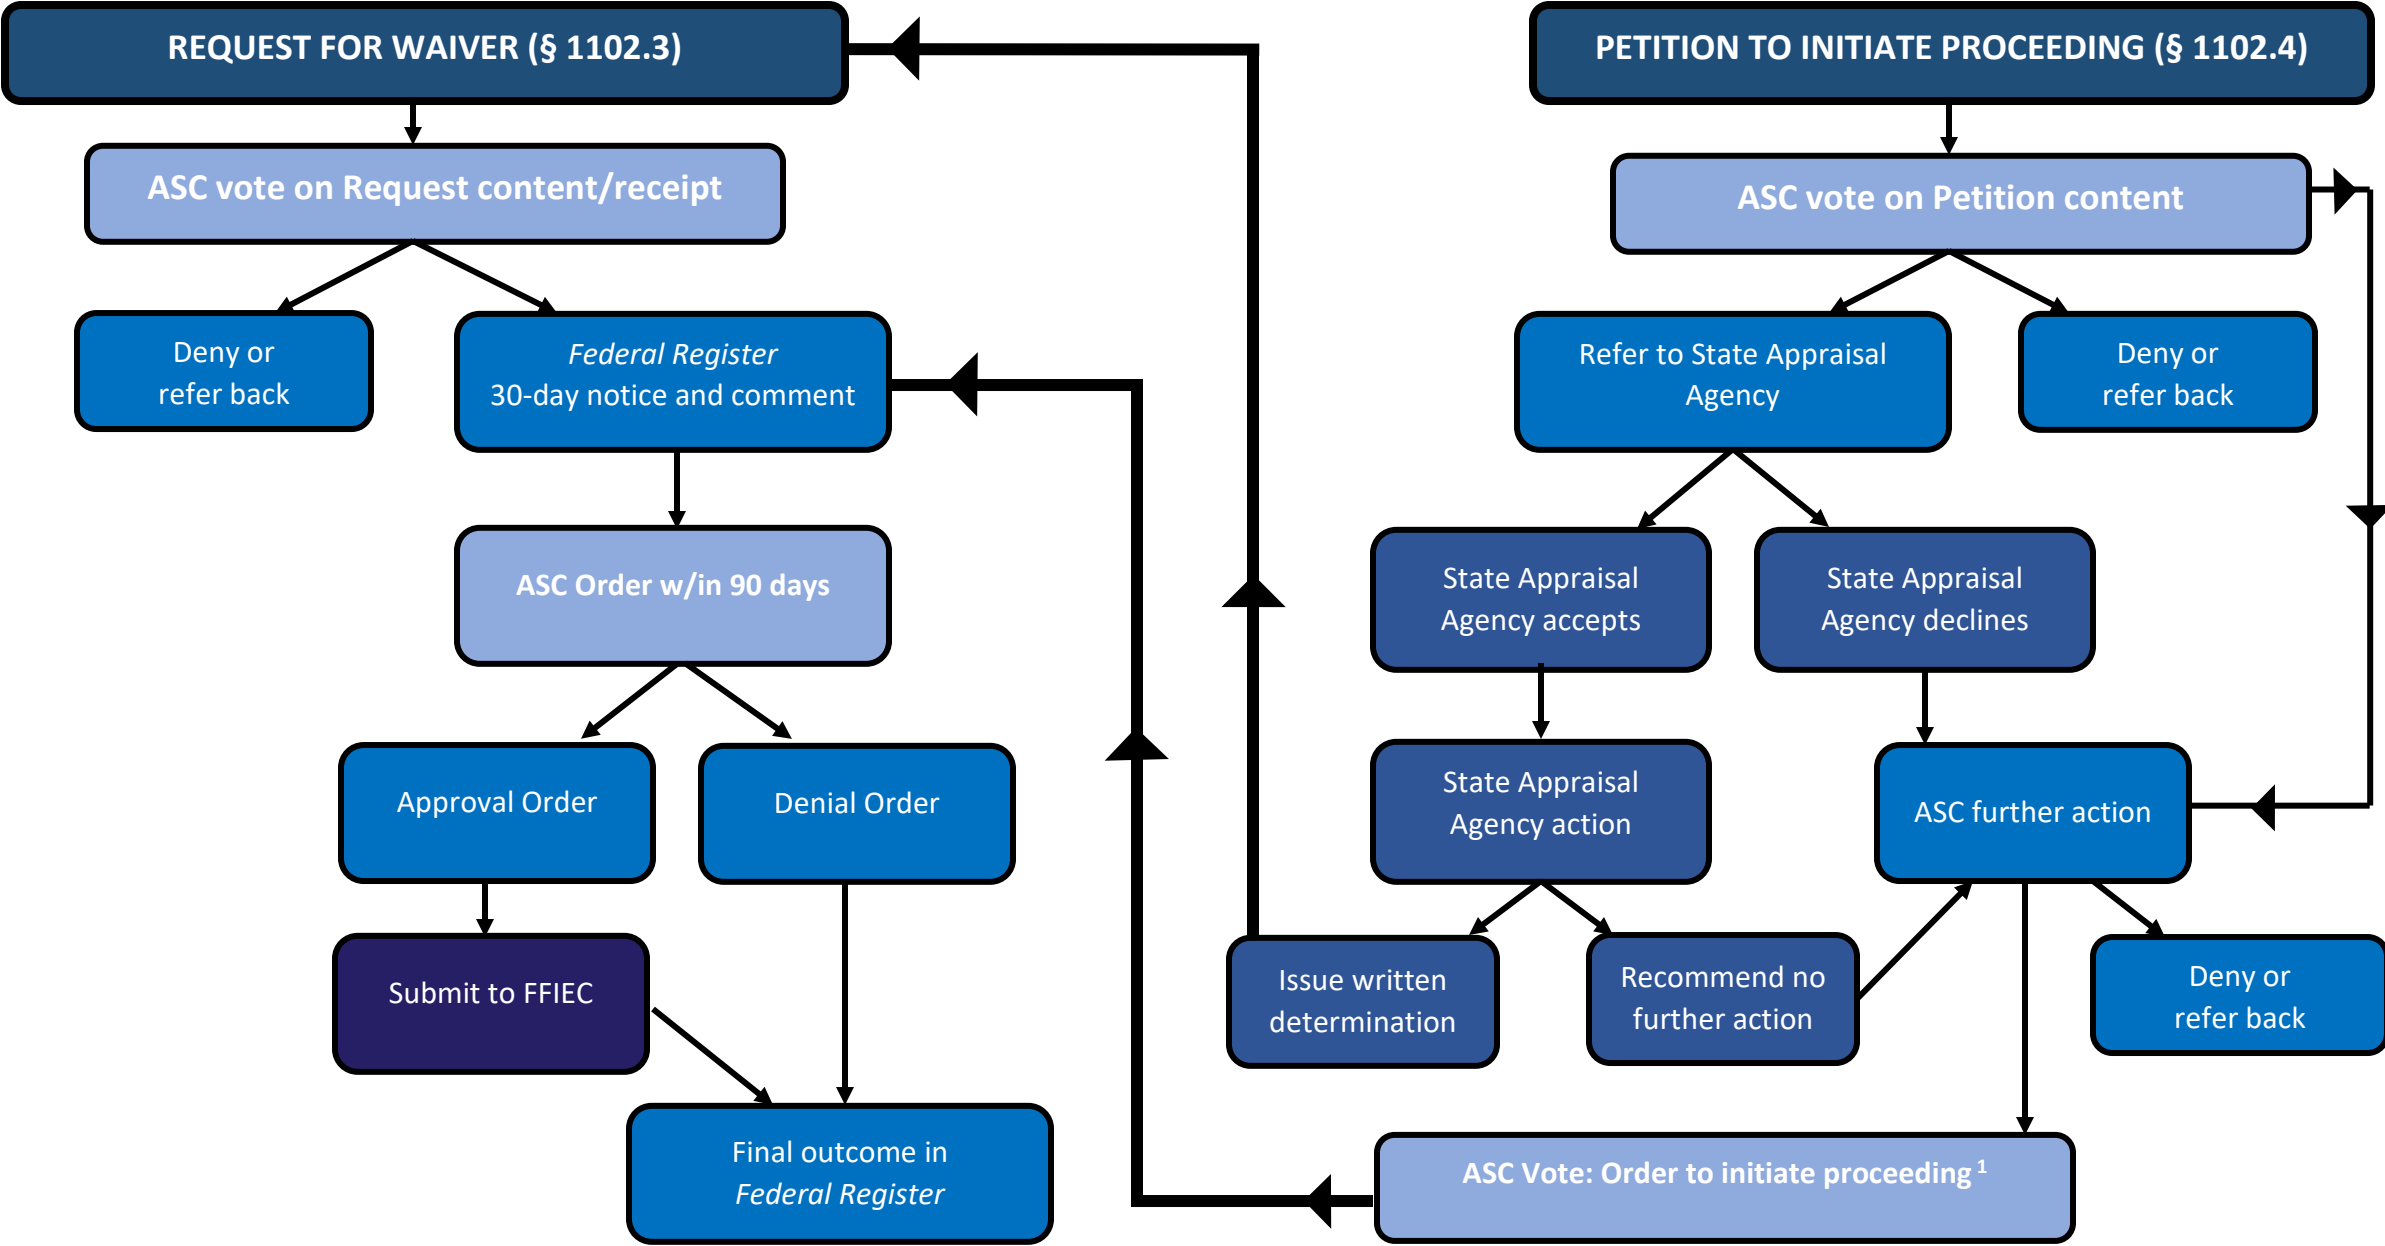 REQUEST FOR WAIVER (§ 1102.3)
ASC vote on Request content/receipt
Deny or
refer back
Federal Register
30-day notice and comment
ASC Order w/in 90 days
Approval Order
Denial Order
Submit to FFIEC
Final outcome in
Federal Register
PETITION TO INITIATE PROCEEDING (§ 1102.4)
ASC vote on Petition content
Refer to State Appraisal
Agency
Deny or
refer back
State Appraisal
Agency accepts
State Appraisal
Agency declines
State Appraisal
Agency action
ASC further action
Issue written
determination
Recommend no
further action
Deny or
refer back
ASC Vote: Order to initiate proceeding ¹